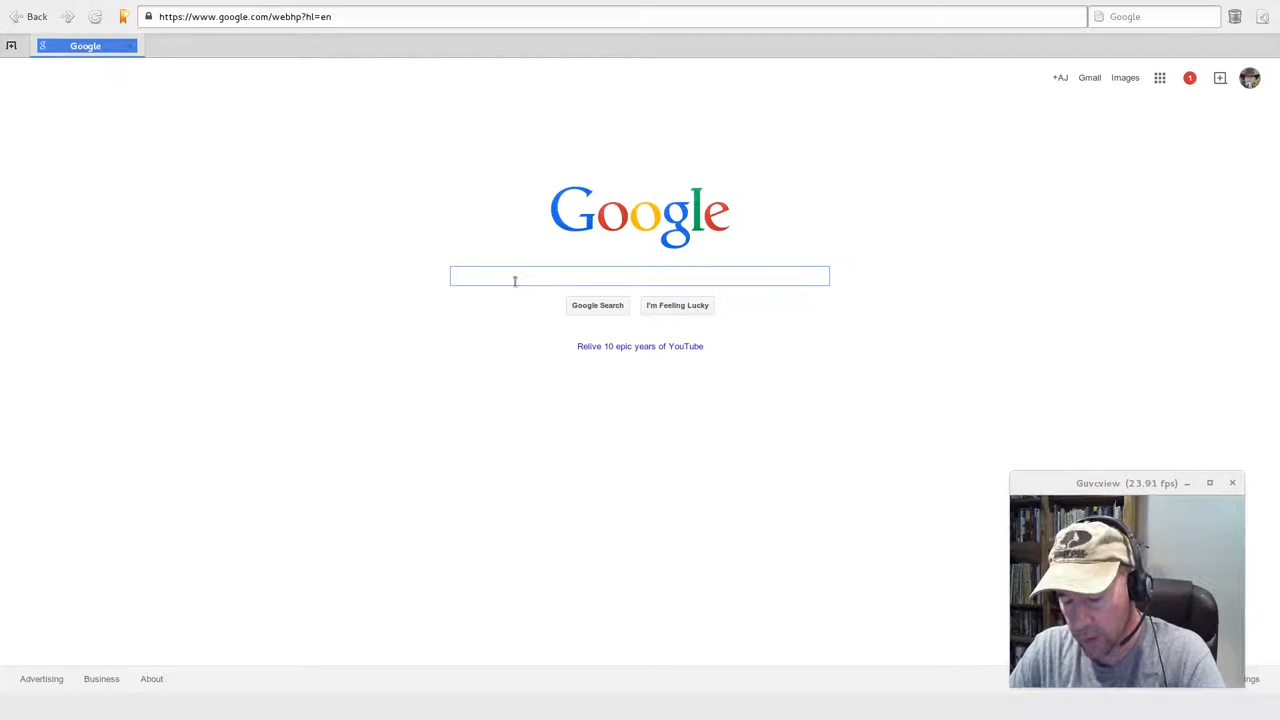 Back
https://www.google.com/webhp?hl=en
Google
Google
+AJ
Gmail
Images
1
Google
Google Search
I'm Feeling Lucky
Relive 10 epic years of YouTube
Guvcview (23.91 fps)
Advertising
Business
About